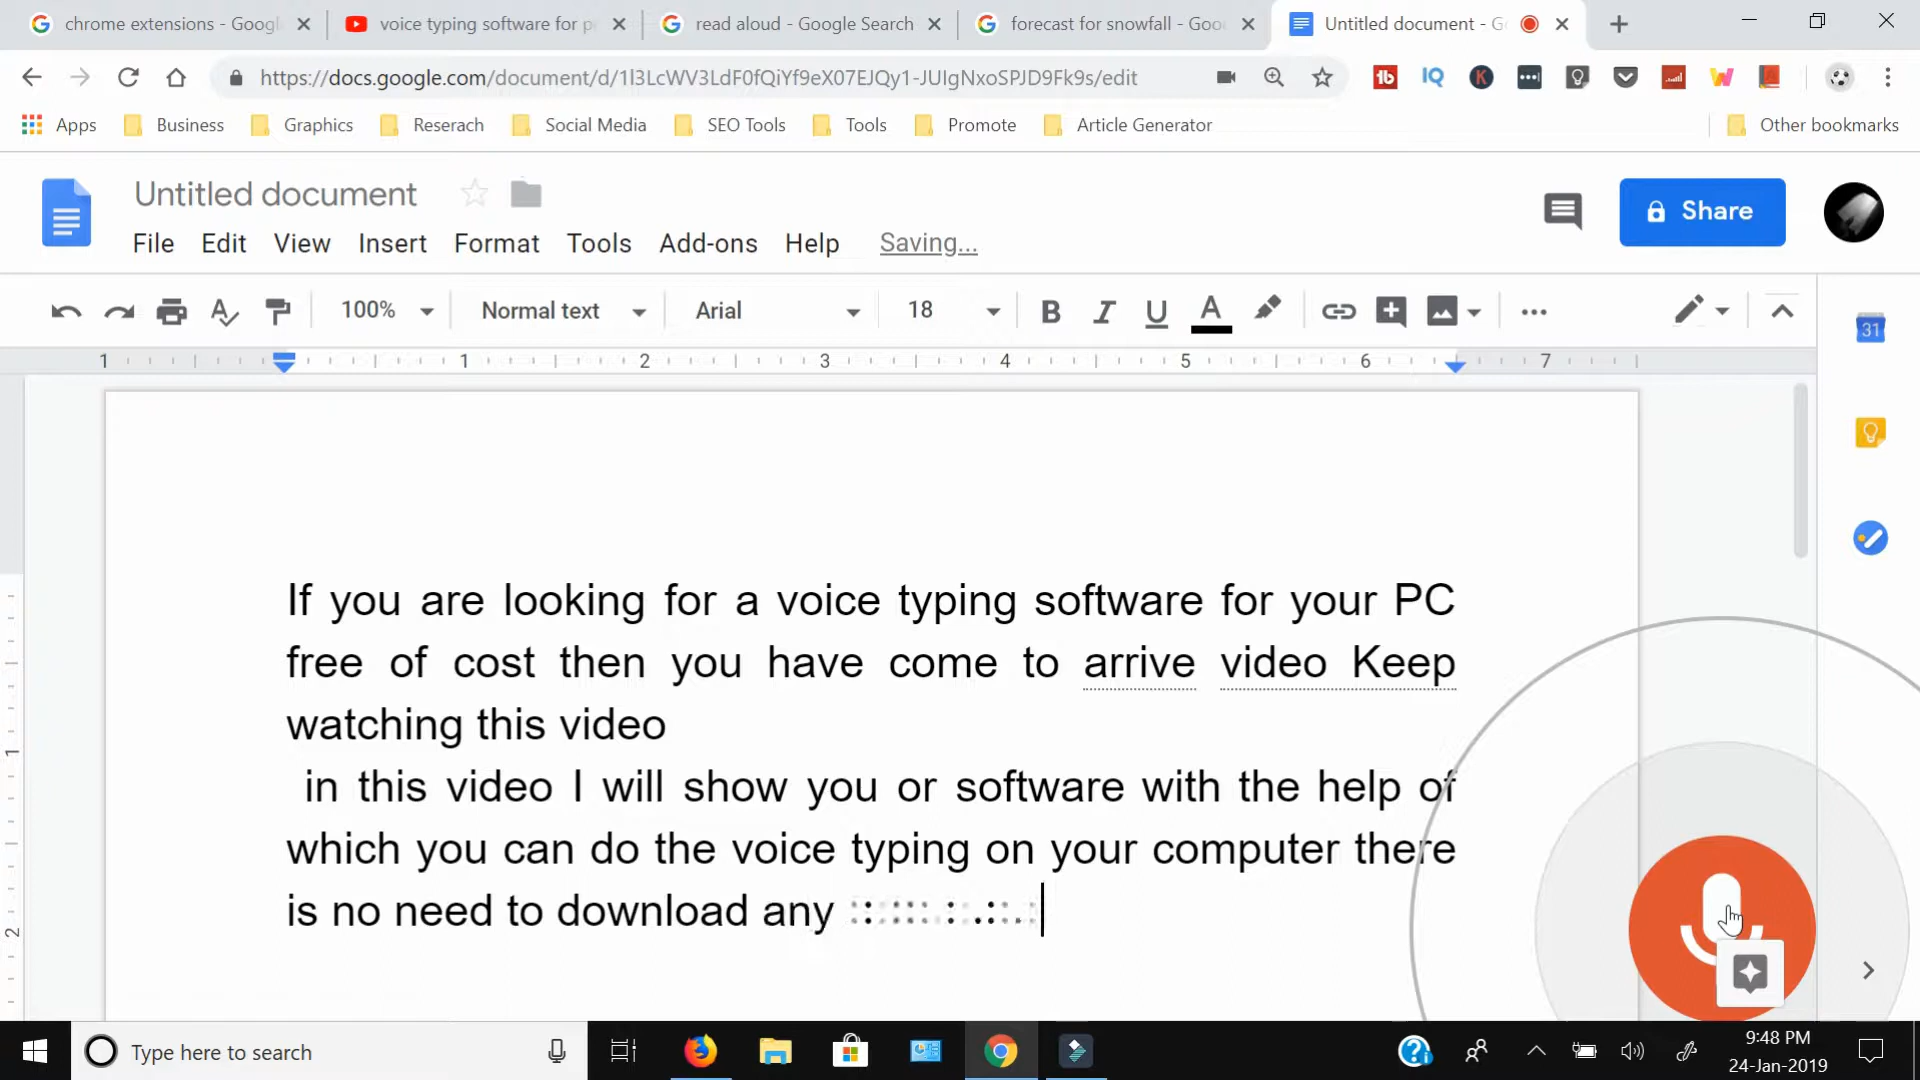 chrome extensions - Googl
voice typing software for p
read aloud - Google Search
forecast for snowfall - Goo
Untitled document - G
https://docs.google.com/document/d/1l3LcWV3LdF0fQiYf9eX07EJQy1-JUIgNxoSPJD9Fk9s/edit
Apps Business Graphics Reserach Social Media SEO Tools Tools Promote Article Generator Other bookmarks
Untitled document
Share
File Edit View Insert Format Tools Add-ons Help Saving...
100% Normal text Arial 18 B I U A
1 1 2 3 4 5 6 7
31
If you are looking for a voice typing software for your PC
free of cost then you have come to arrive video Keep
watching this video
in this video I will show you or software with the help of
which you can do the voice typing on your computer there
is no need to download any
1
2
Type here to search
9:48 PM
24-Jan-2019